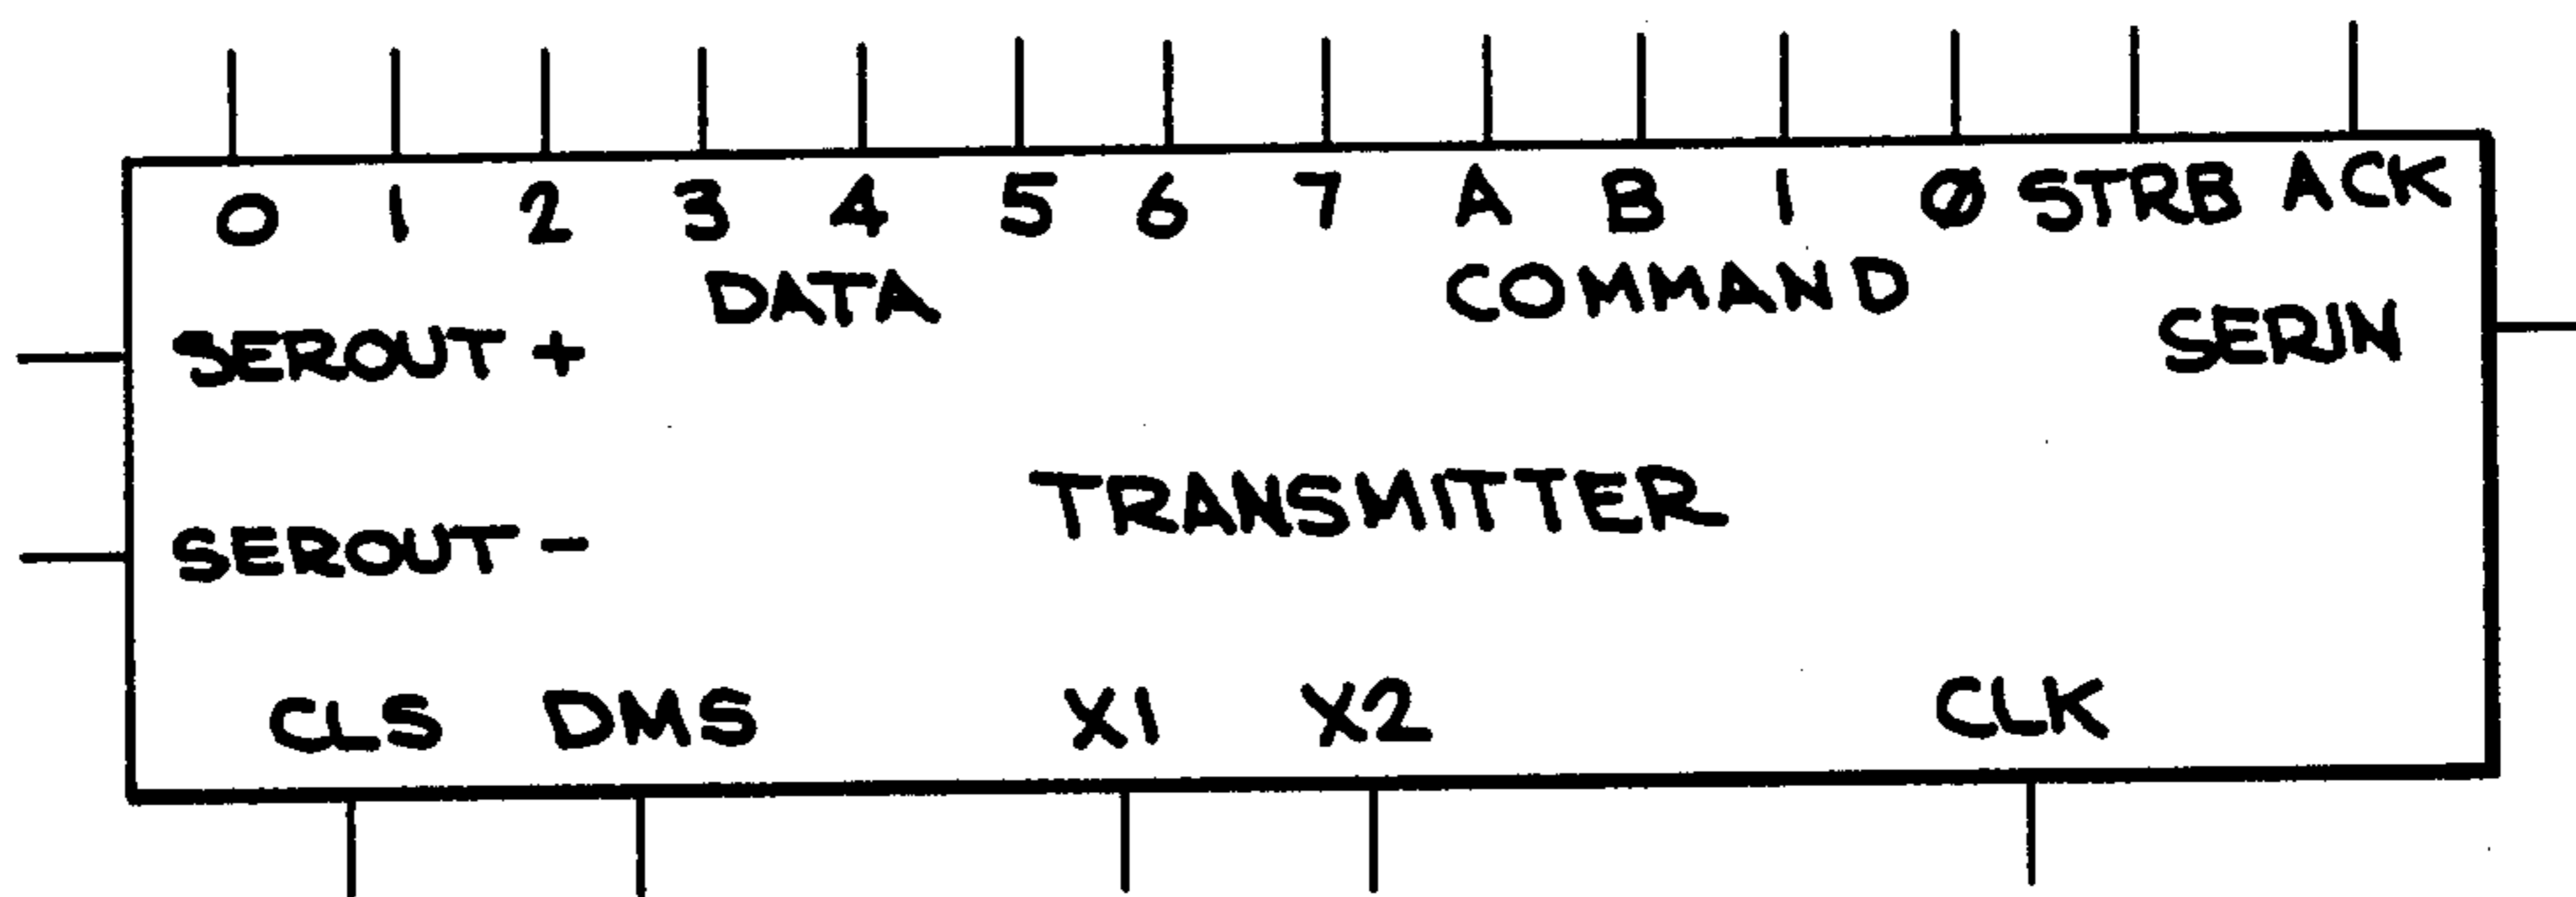 0 1 2 3 4 5 6 7 A B 1 Ø STRB ACK
DATA COMMAND
SEROUT + SERIN
TRANSMITTER
SEROUT -
CLS DMS X1 X2 CLK